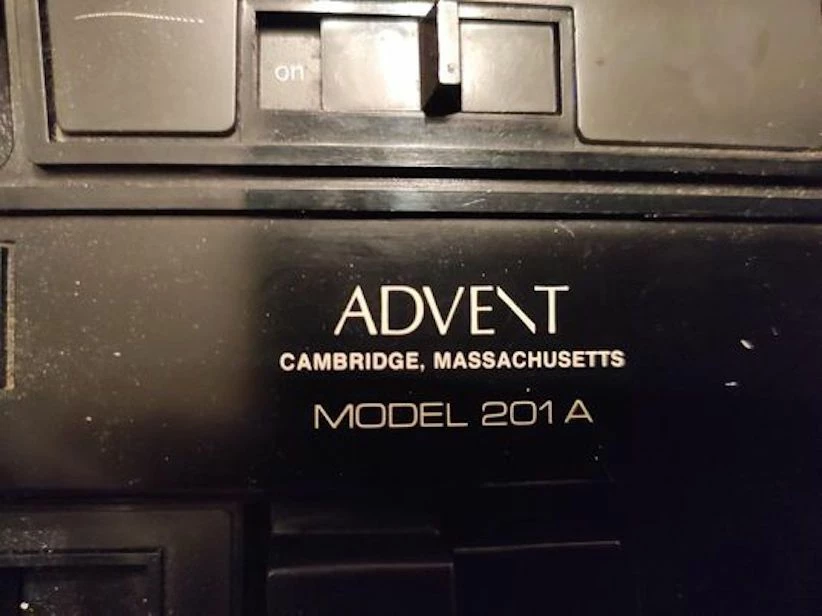 on
ADVENT
CAMBRIDGE, MASSACHUSETTS
MODEL 201 A